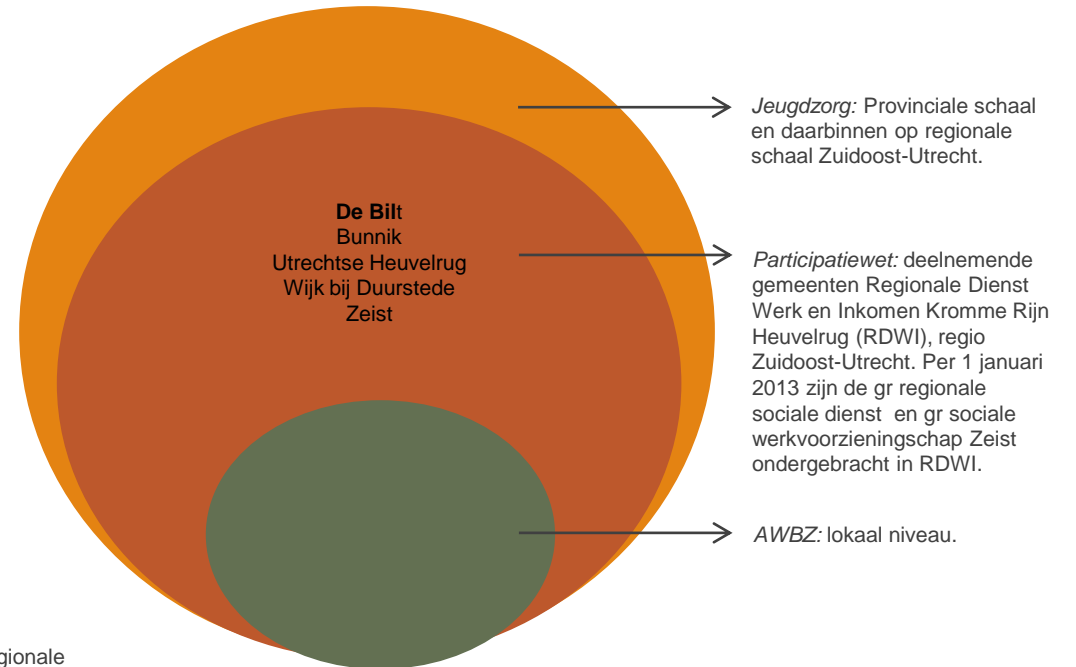 De Bilt
Bunnik
Utrechtse Heuvelrug
Wijk bij Duurstede
Zeist
Jeugdzorg: Provinciale schaal
en daarbinnen op regionale
schaal Zuidoost-Utrecht.
Participatiewet: deelnemende
gemeenten Regionale Dienst
Werk en Inkomen Kromme Rijn
Heuvelrug (RDWI), regio
Zuidoost-Utrecht. Per 1 januari
2013 zijn de gr regionale
sociale dienst en gr sociale
werkvoorzieningschap Zeist
ondergebracht in RDWI.
AWBZ: lokaal niveau.